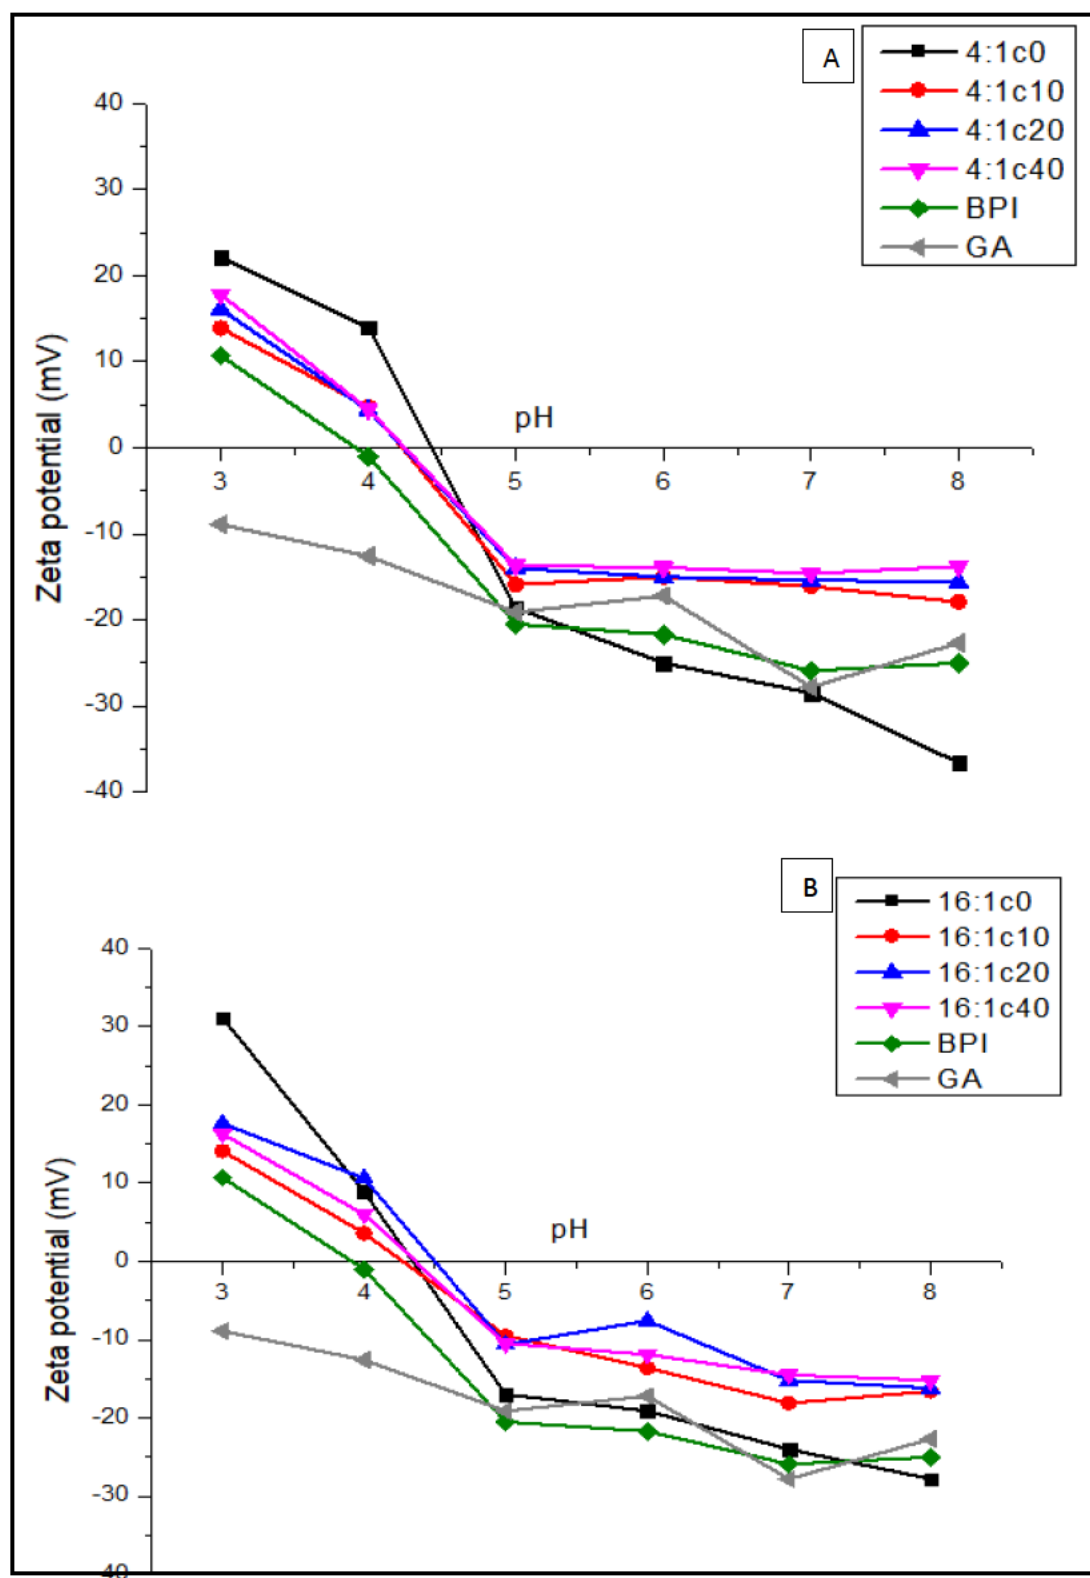 A
4:1c0
4:1c10
4:1c20
4:1c40
BPI
GA
40
30
20
10
0
-10
-20
-30
-40
Zeta potential (mV)
pH
3 4 5 6 7 8
B
16:1c0
16:1c10
16:1c20
16:1c40
BPI
GA
40
30
20
10
0
-10
-20
-30
-40
Zeta potential (mV)
pH
3 4 5 6 7 8